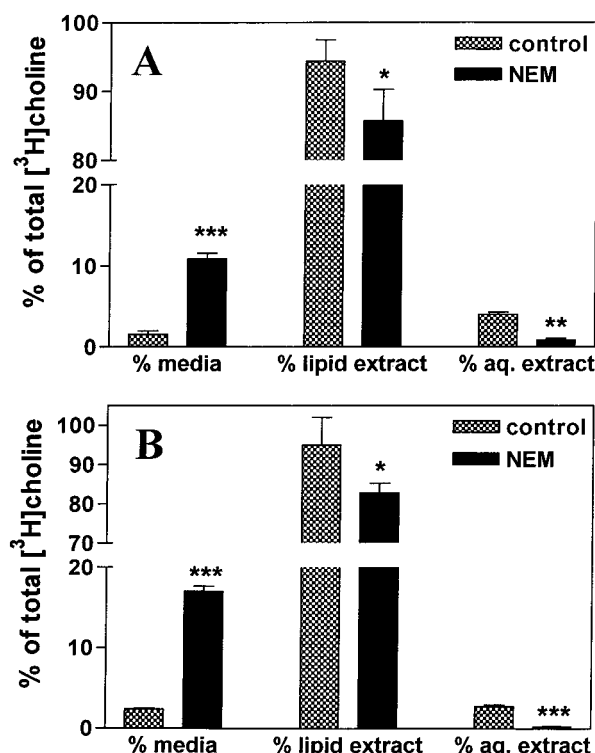 100
A
control
NEM
*
90
80
% of total [³H]choline
20
***
10
**
0
% media
% lipid extract
% aq. extract
100
B
control
NEM
*
90
80
70
% of total [³H]choline
20
***
10
***
0
% media
% lipid extract
% aq. extract